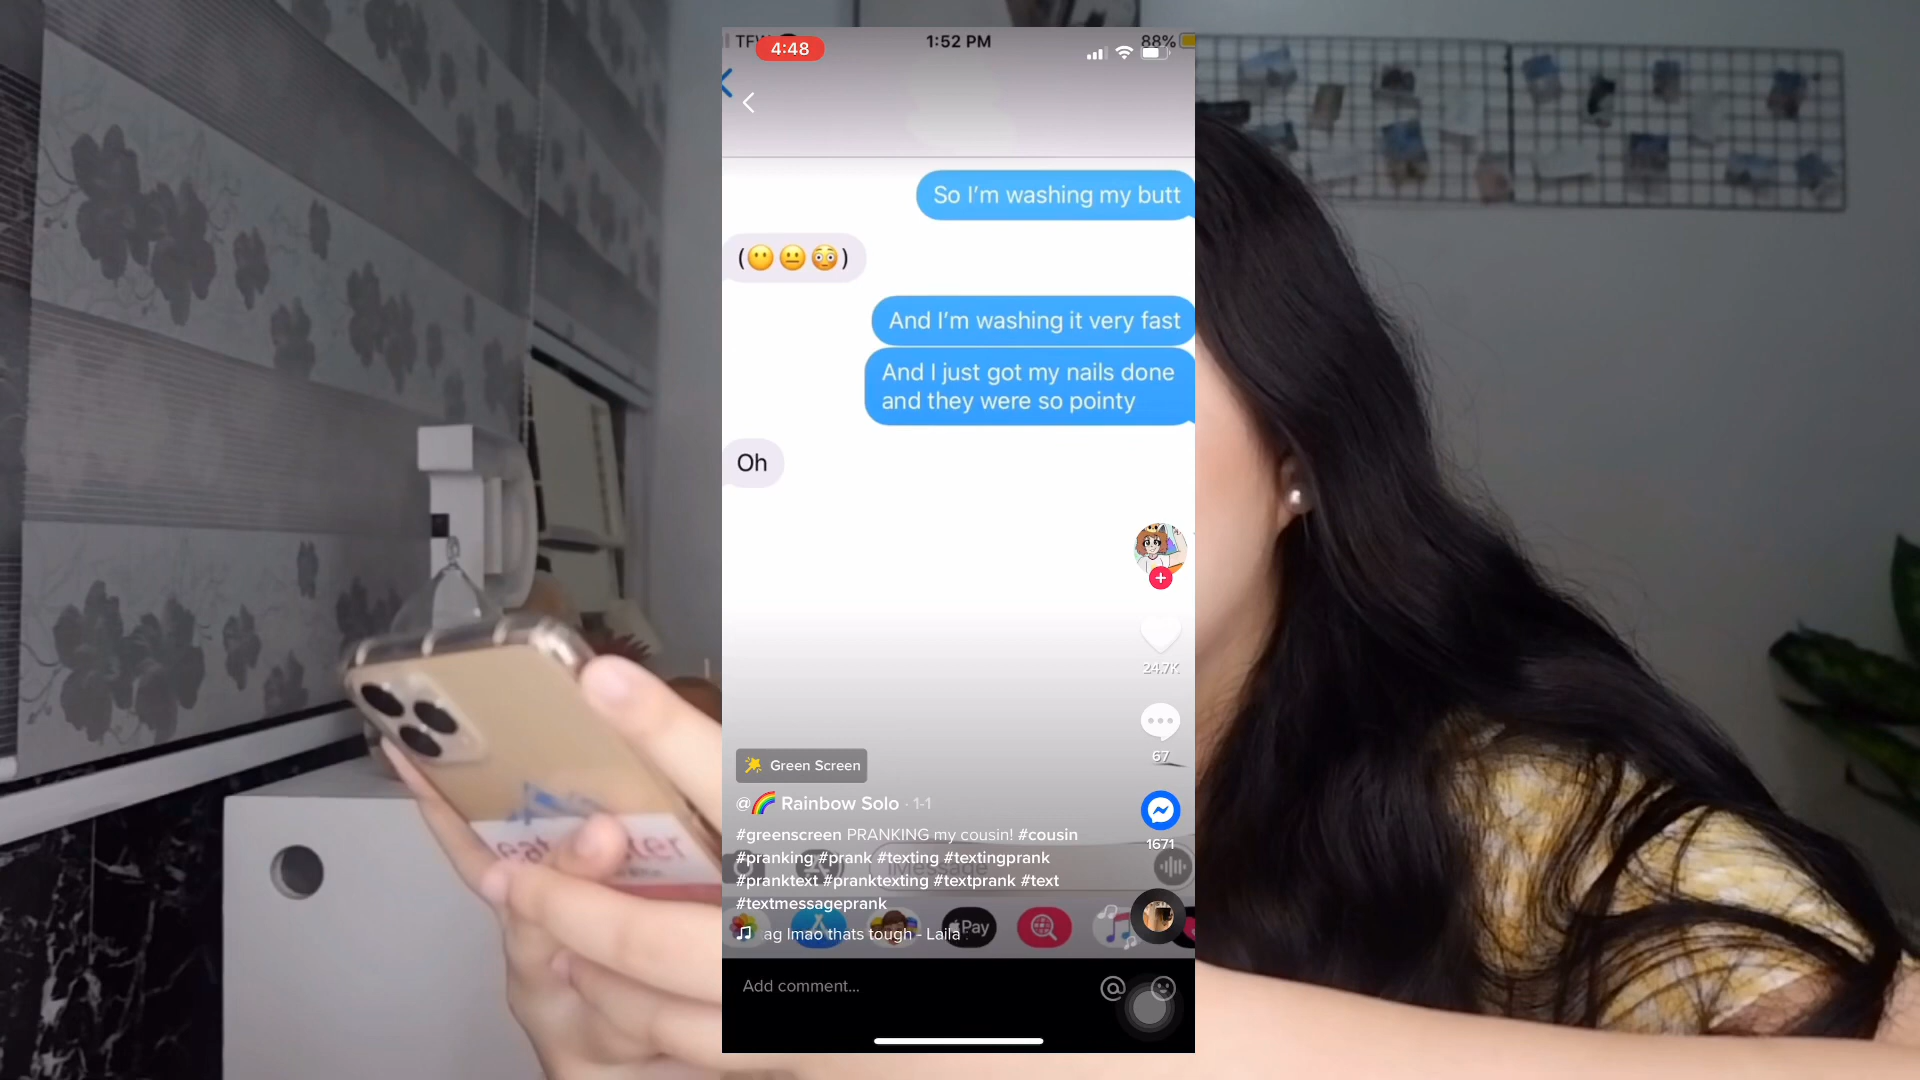 TFW
4:48
1:52 PM
88%
So I'm washing my butt
(😶😐😳)
And I'm washing it very fast
And I just got my nails done
and they were so pointy
Oh
24.7K
67
Green Screen
@🌈 Rainbow Solo · 1-1
1671
#greenscreen PRANKING my cousin! #cousin
#pranking #prank #texting #textingprank
#pranktext #pranktexting #textprank #text
#textmessageprank
iMessage
Pay
ag lmao thats tough - Laila
Add comment...